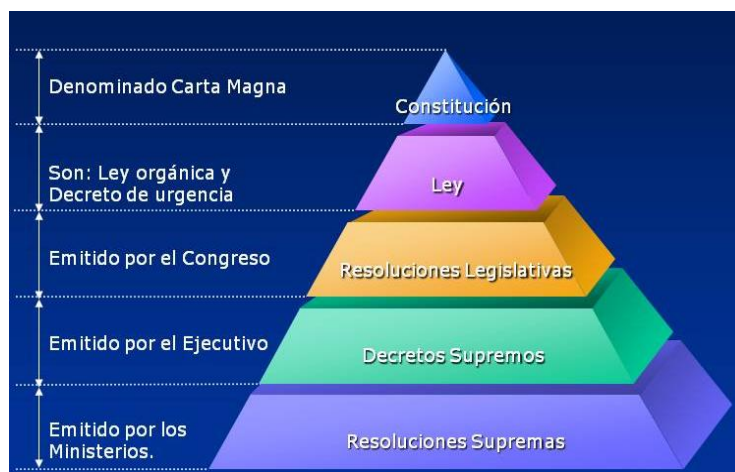 Denominado Carta Magna
Constitución
Son: Ley orgánica y
Decreto de urgencia
Ley
Emitido por el Congreso
Resoluciones Legislativas
Emitido por el Ejecutivo
Decretos Supremos
Emitido por los
Ministerios.
Resoluciones Supremas